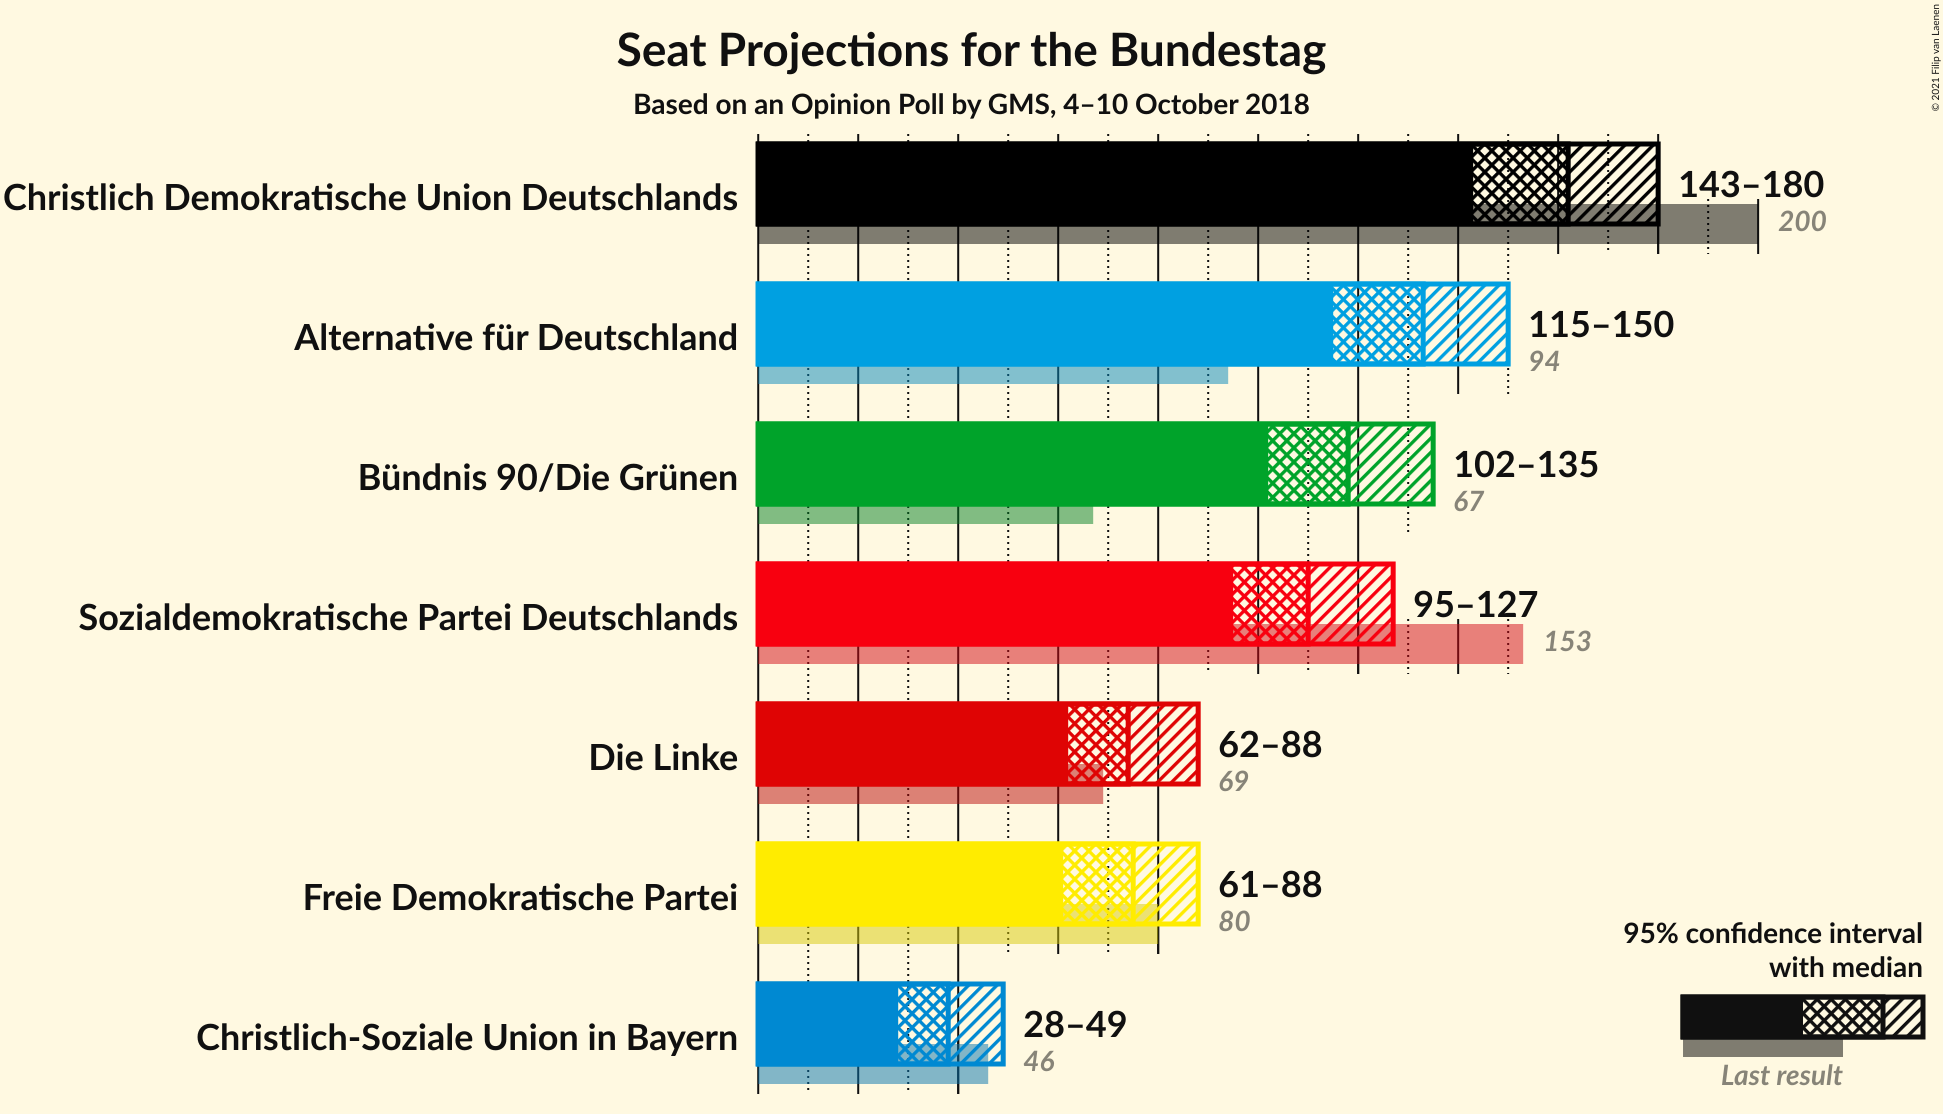 Seat Projections for the Bundestag
Based on an Opinion Poll by GMS, 4–10 October 2018
© 2021 Filip van Laenen
Christlich Demokratische Union Deutschlands
143–180
200
Alternative für Deutschland
115–150
94
Bündnis 90/Die Grünen
102–135
67
Sozialdemokratische Partei Deutschlands
95–127
153
Die Linke
62–88
69
Freie Demokratische Partei
61–88
80
Christlich-Soziale Union in Bayern
28–49
46
95% confidence interval
with median
Last result